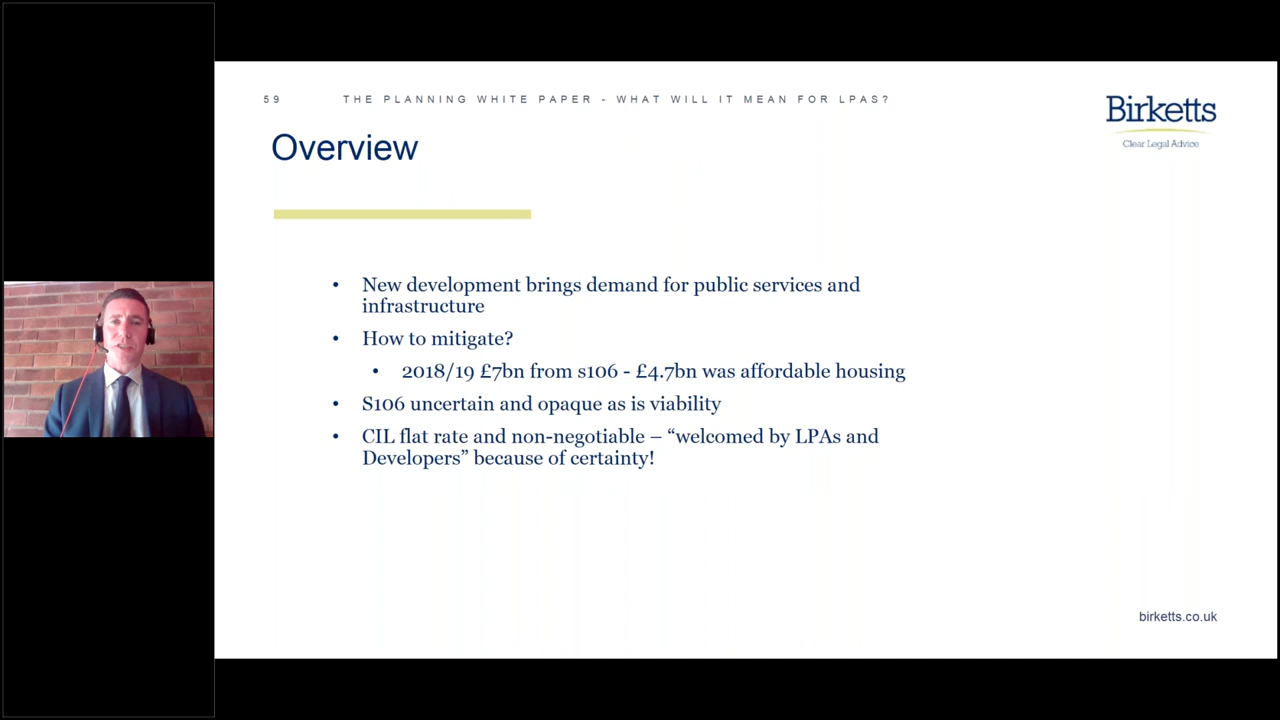 59 THE PLANNING WHITE PAPER - WHAT WILL IT MEAN FOR LPAS?
Birketts
Clear Legal Advice
Overview
• New development brings demand for public services and
infrastructure
• How to mitigate?
• 2018/19 £7bn from s106 - £4.7bn was affordable housing
• S106 uncertain and opaque as is viability
• CIL flat rate and non-negotiable – “welcomed by LPAs and
Developers” because of certainty!
birketts.co.uk